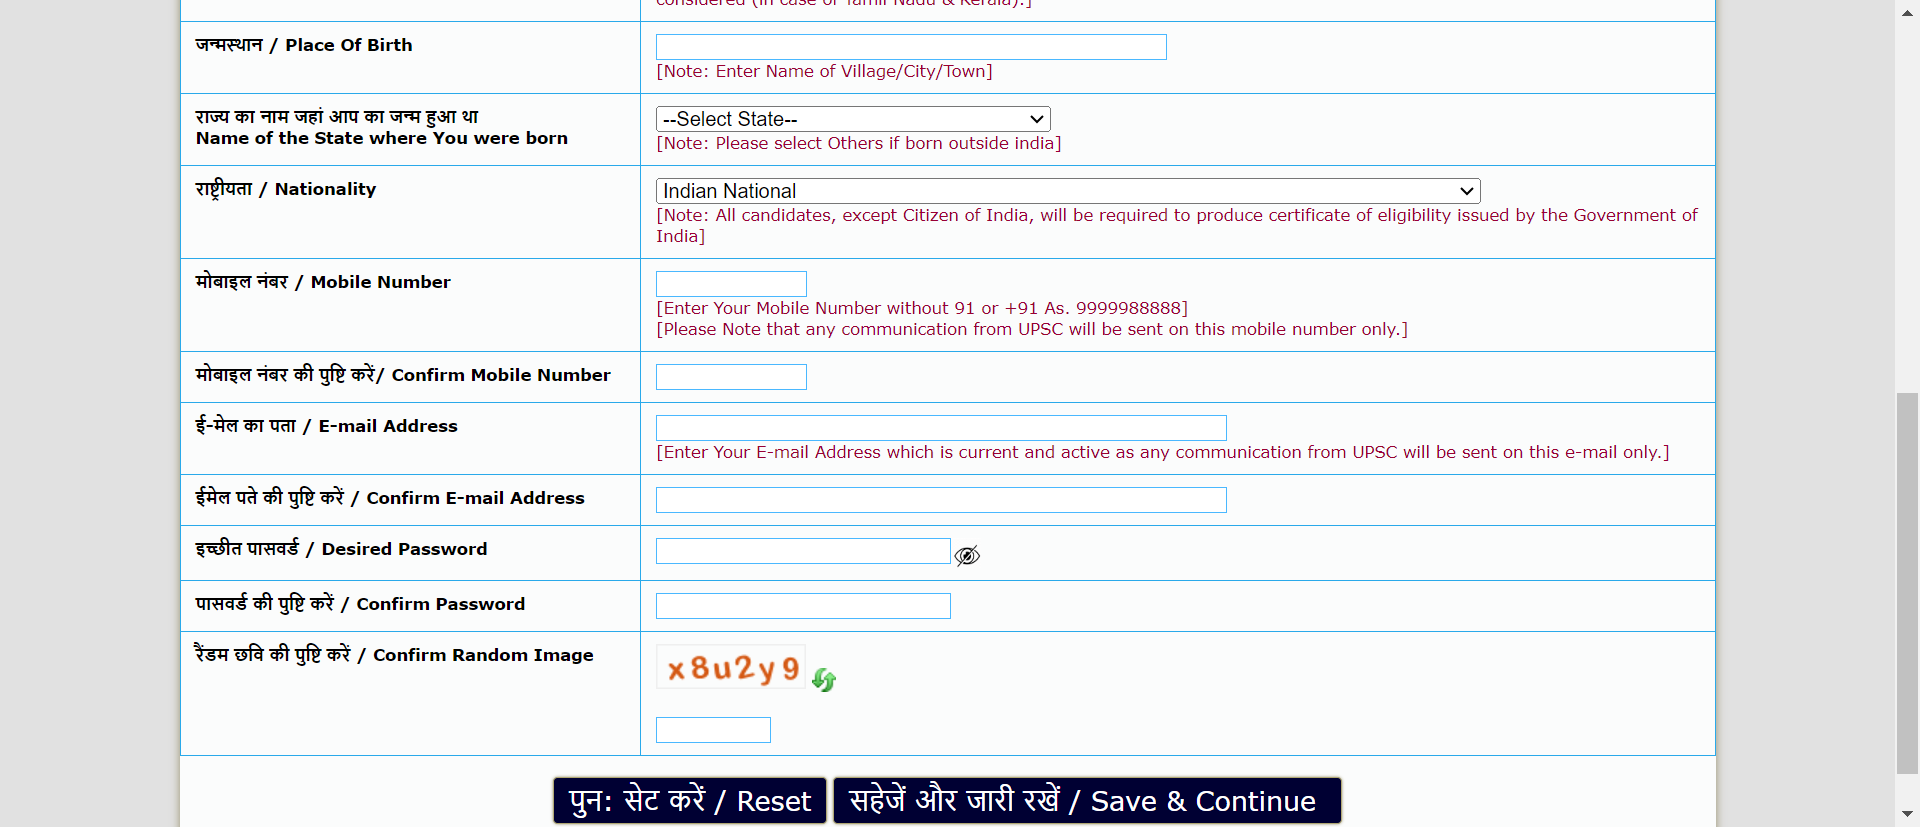 considered (in case of Tamil Nadu & Kerala).]
जन्मस्थान / Place Of Birth
[Note: Enter Name of Village/City/Town]
राज्य का नाम जहां आप का जन्म हुआ था
Name of the State where You were born
--Select State--
[Note: Please select Others if born outside india]
राष्ट्रीयता / Nationality
Indian National
[Note: All candidates, except Citizen of India, will be required to produce certificate of eligibility issued by the Government of
India]
मोबाइल नंबर / Mobile Number
[Enter Your Mobile Number without 91 or +91 As. 9999988888]
[Please Note that any communication from UPSC will be sent on this mobile number only.]
मोबाइल नंबर की पुष्टि करें/ Confirm Mobile Number
ई-मेल का पता / E-mail Address
[Enter Your E-mail Address which is current and active as any communication from UPSC will be sent on this e-mail only.]
ईमेल पते की पुष्टि करें / Confirm E-mail Address
इच्छीत पासवर्ड / Desired Password
पासवर्ड की पुष्टि करें / Confirm Password
रैंडम छवि की पुष्टि करें / Confirm Random Image
x8u2y9
पुन: सेट करें / Reset
सहेजें और जारी रखें / Save & Continue